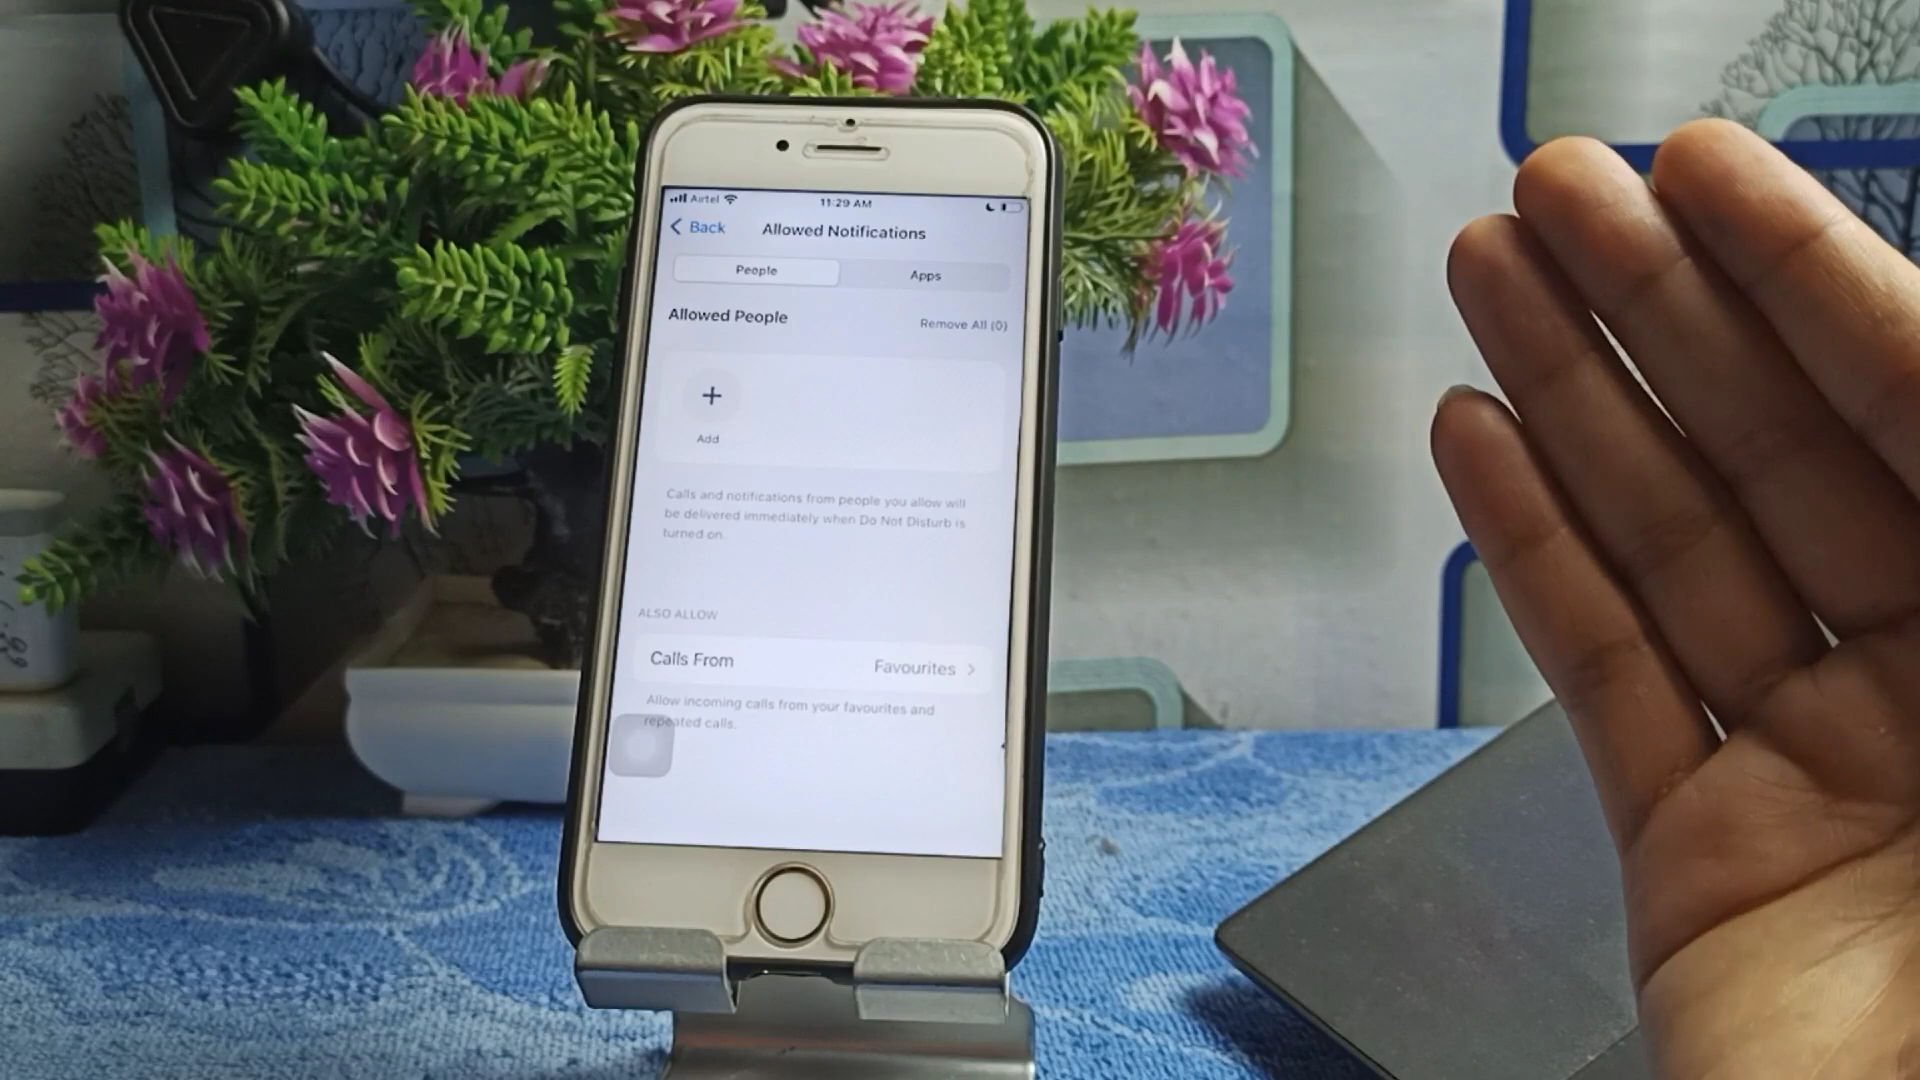 Airtel
11:29 AM
Back
Allowed Notifications
People
Apps
Allowed People
Remove All (0)
+
Add
Calls and notifications from people you allow will
be delivered immediately when Do Not Disturb is
turned on.
ALSO ALLOW
Calls From
Favourites
Allow incoming calls from your favourites and
repeated calls.